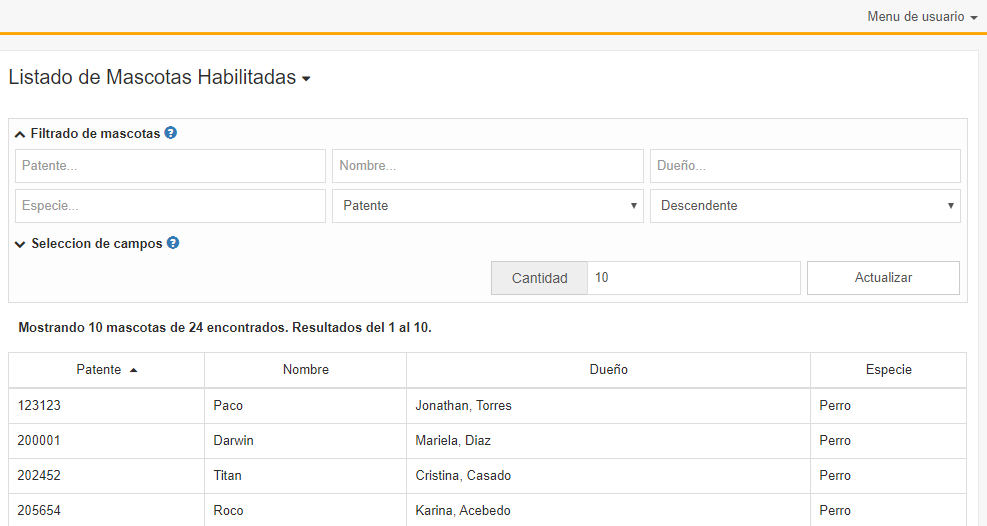 Menu de usuario
Listado de Mascotas Habilitadas
Filtrado de mascotas ?
Patente... Nombre... Dueño...
Especie... Patente Descendente
Seleccion de campos ?
Cantidad 10 Actualizar
Mostrando 10 mascotas de 24 encontrados. Resultados del 1 al 10.
Patente Nombre Dueño Especie
123123 Paco Jonathan, Torres Perro
200001 Darwin Mariela, Diaz Perro
202452 Titan Cristina, Casado Perro
205654 Roco Karina, Acebedo Perro